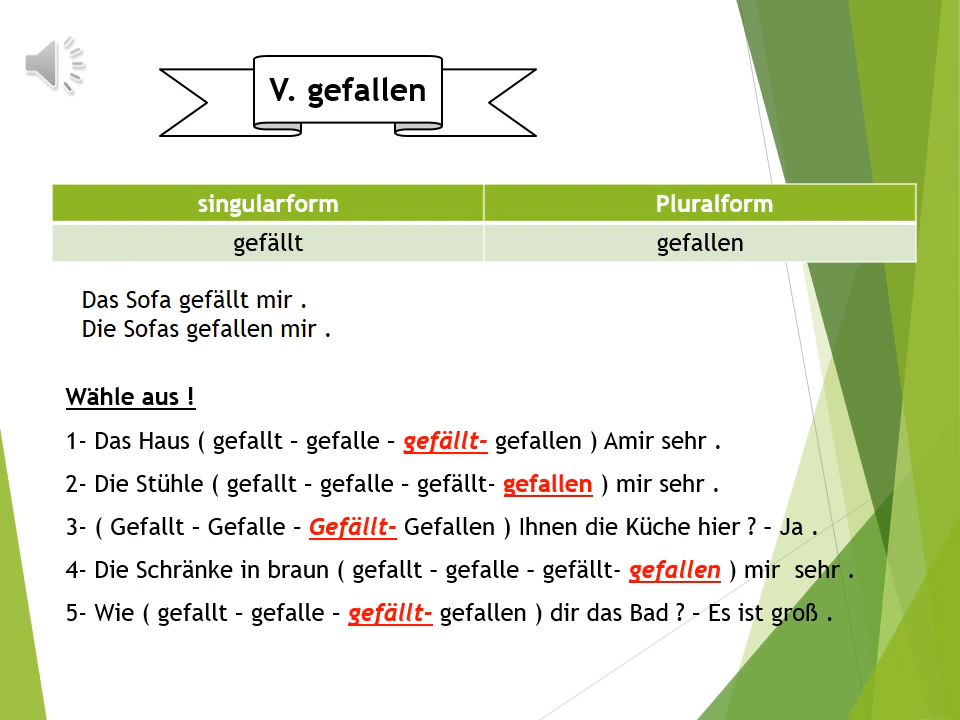 V. gefallen
singularform Pluralform
gefällt gefallen
Das Sofa gefällt mir .
Die Sofas gefallen mir .
Wähle aus !
1- Das Haus ( gefallt – gefalle – gefällt- gefallen ) Amir sehr .
2- Die Stühle ( gefallt – gefalle – gefällt- gefallen ) mir sehr .
3- ( Gefallt – Gefalle – Gefällt- Gefallen ) Ihnen die Küche hier ? – Ja .
4- Die Schränke in braun ( gefallt – gefalle – gefällt- gefallen ) mir sehr .
5- Wie ( gefallt – gefalle – gefällt- gefallen ) dir das Bad ? – Es ist groß .